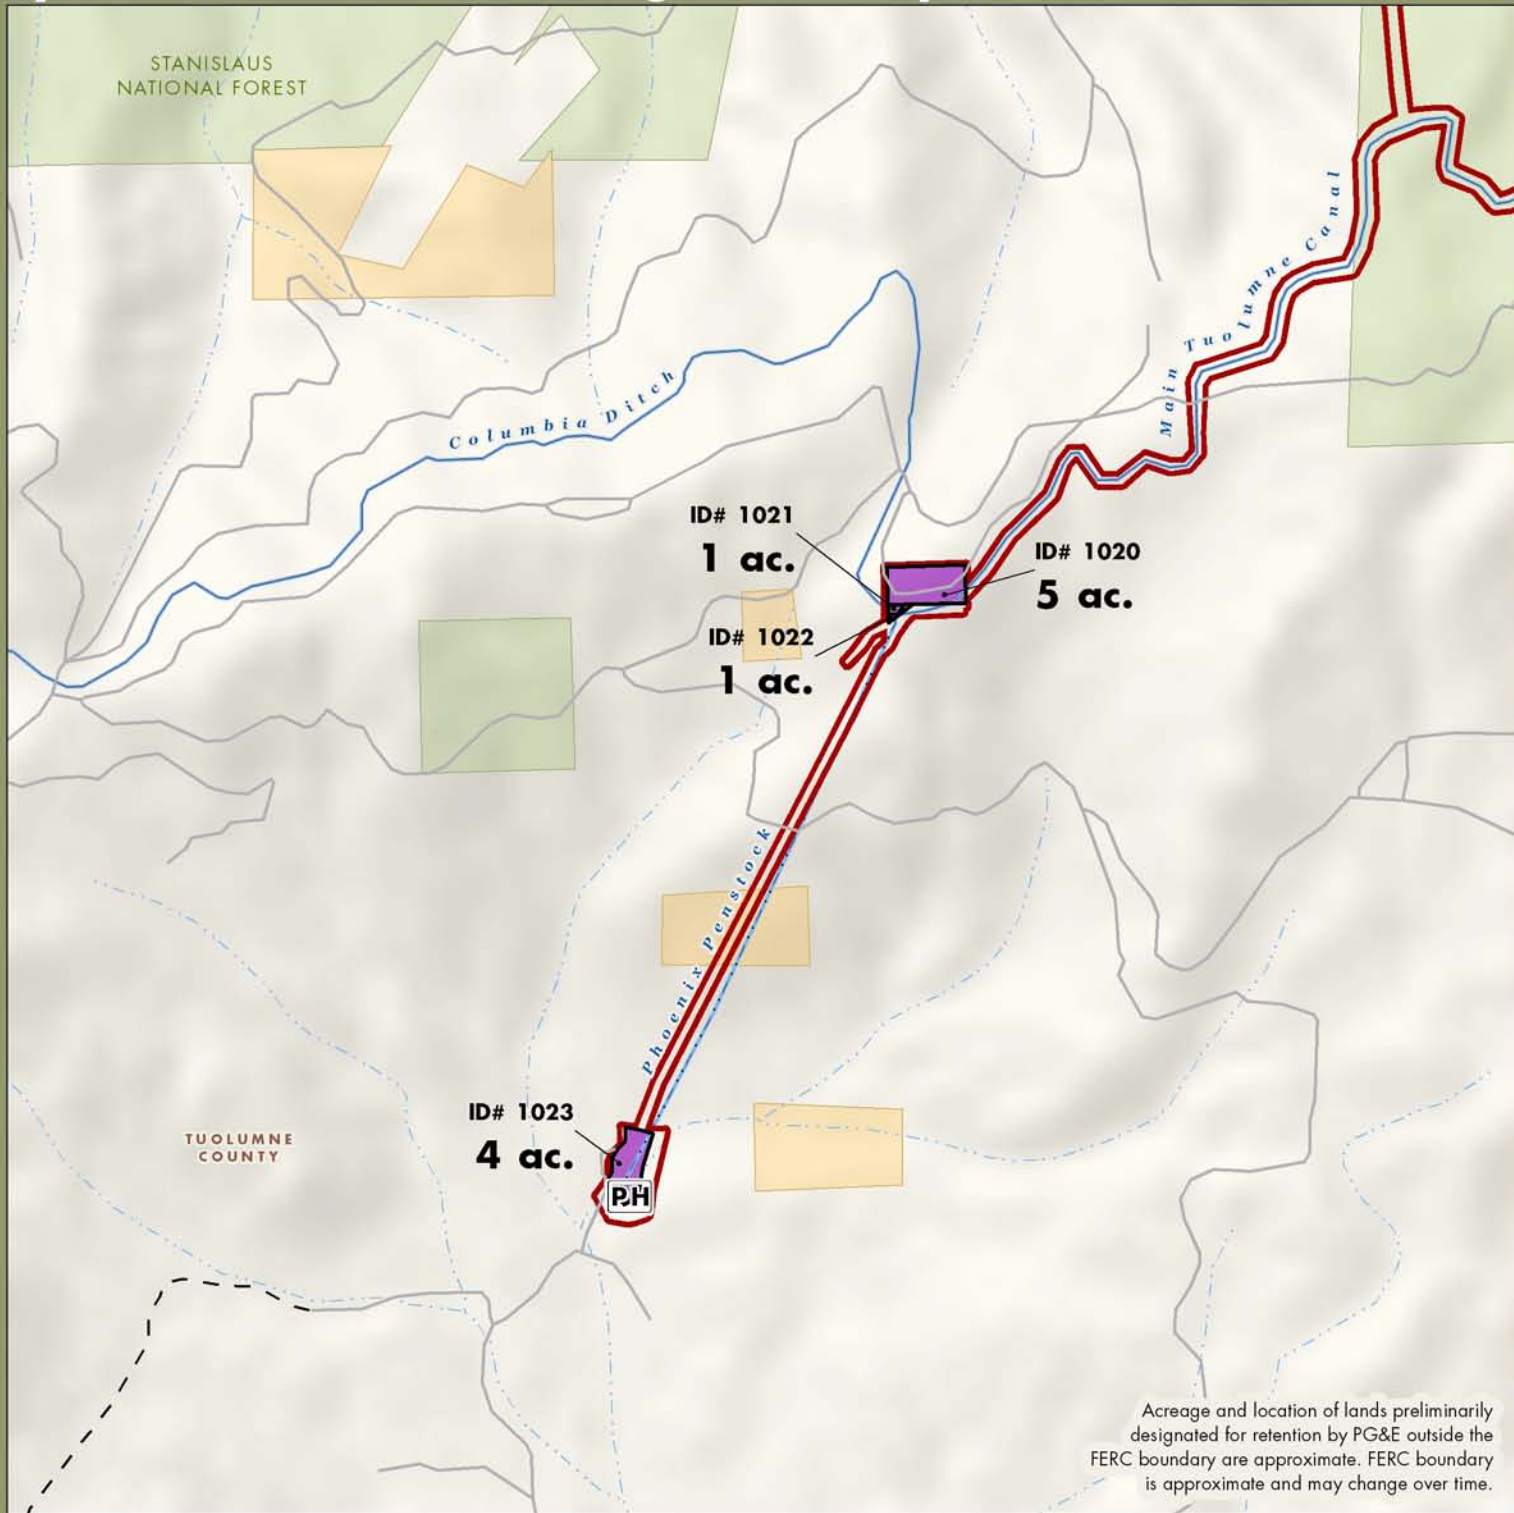 STANISLAUS
NATIONAL FOREST
Main Tuolumne Canal
Columbia Ditch
ID# 1021
1 ac.
ID# 1020
5 ac.
ID# 1022
1 ac.
Phoenix Penstock
ID# 1023
4 ac.
TUOLUMNE
COUNTY
PH
Acreage and location of lands preliminarily
designated for retention by PG&E outside the
FERC boundary are approximate. FERC boundary
is approximate and may change over time.